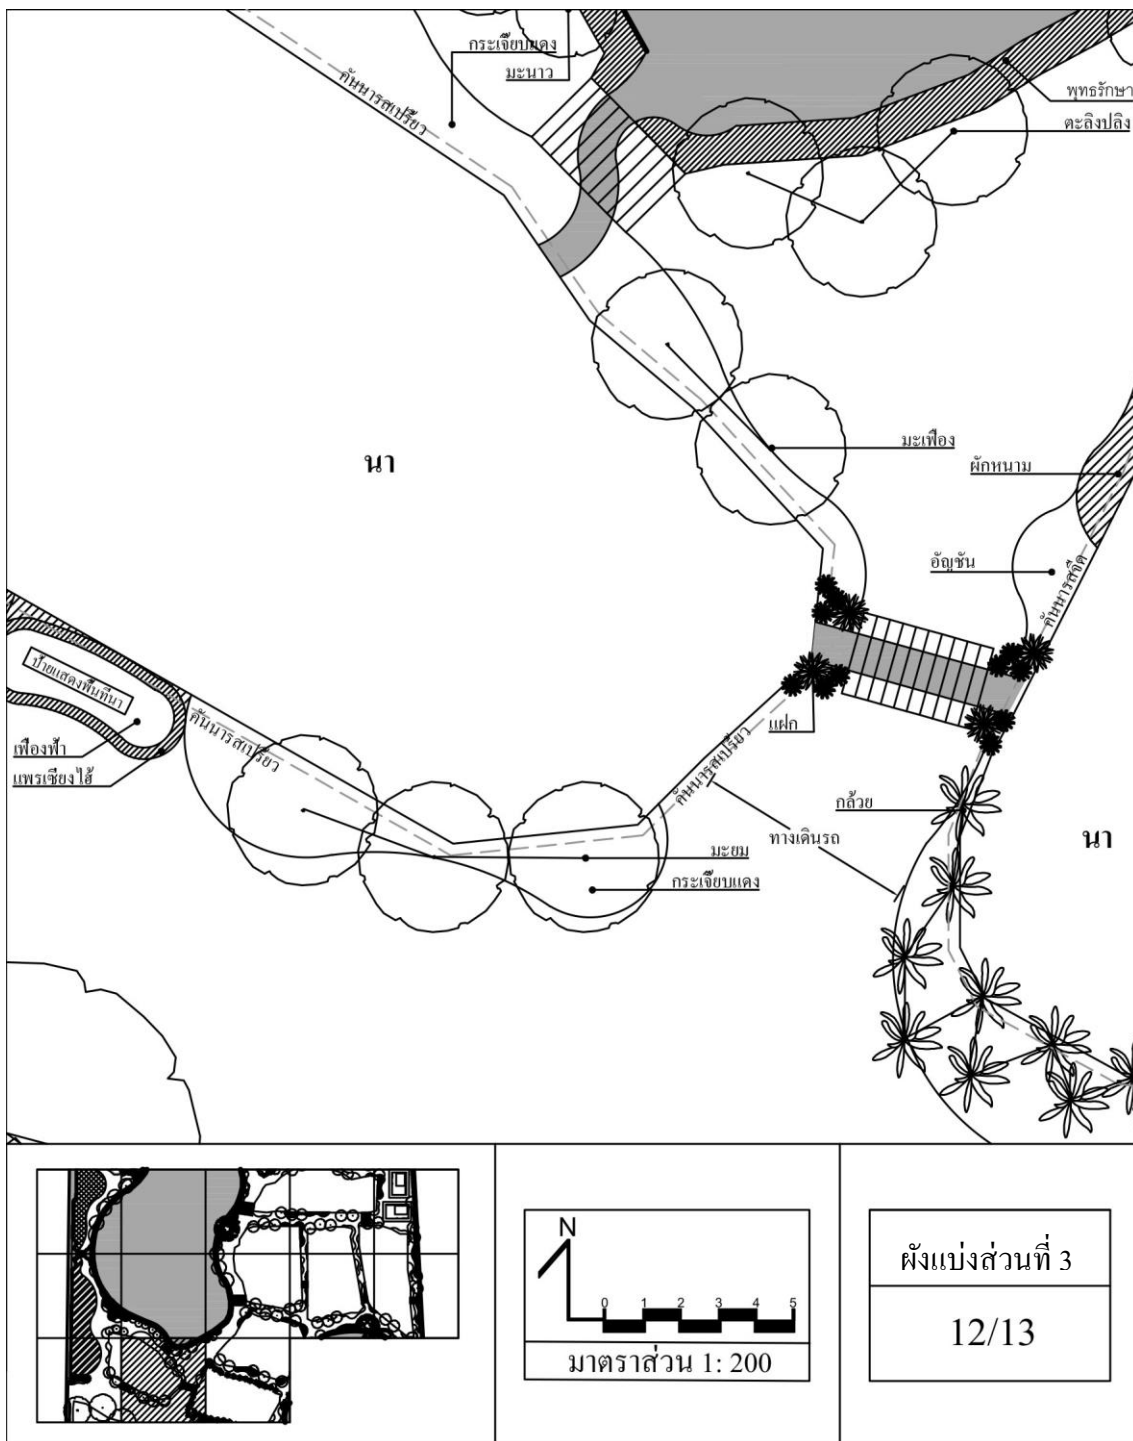 กระเจี๊ยบแดง
มะนาว
คันนารสเปรี้ยว
พุทธรักษา
ตะลิงปลิง
มะเฟือง
นา
ผักหนาม
อัญชัน
คันนารสจืด
ป้ายแสดงพื้นที่นา
คันนารสเปรี้ยว
เฟื่องฟ้า
แพรเซียงไฮ้
แฝก
คันนารสเปรี้ยว
กล้วย
ทางเดินรถ
นา
มะยม
กระเจี๊ยบแดง
N
0 1 2 3 4 5
มาตราส่วน 1: 200
ผังแบ่งส่วนที่ 3
12/13